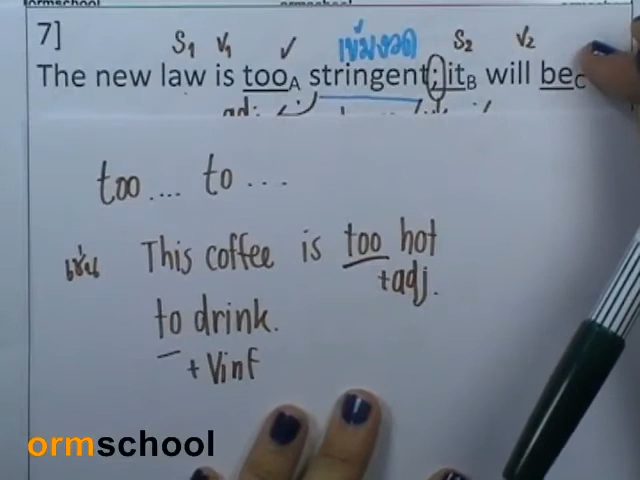 7]
S1 V1 ✓ เข้มงวด S2 V2
The new law is tooA stringent; itB will beC
adj
too.... to ...
เช่น This coffee is too hot
+adj.
to drink.
+ Vinf
ormschool